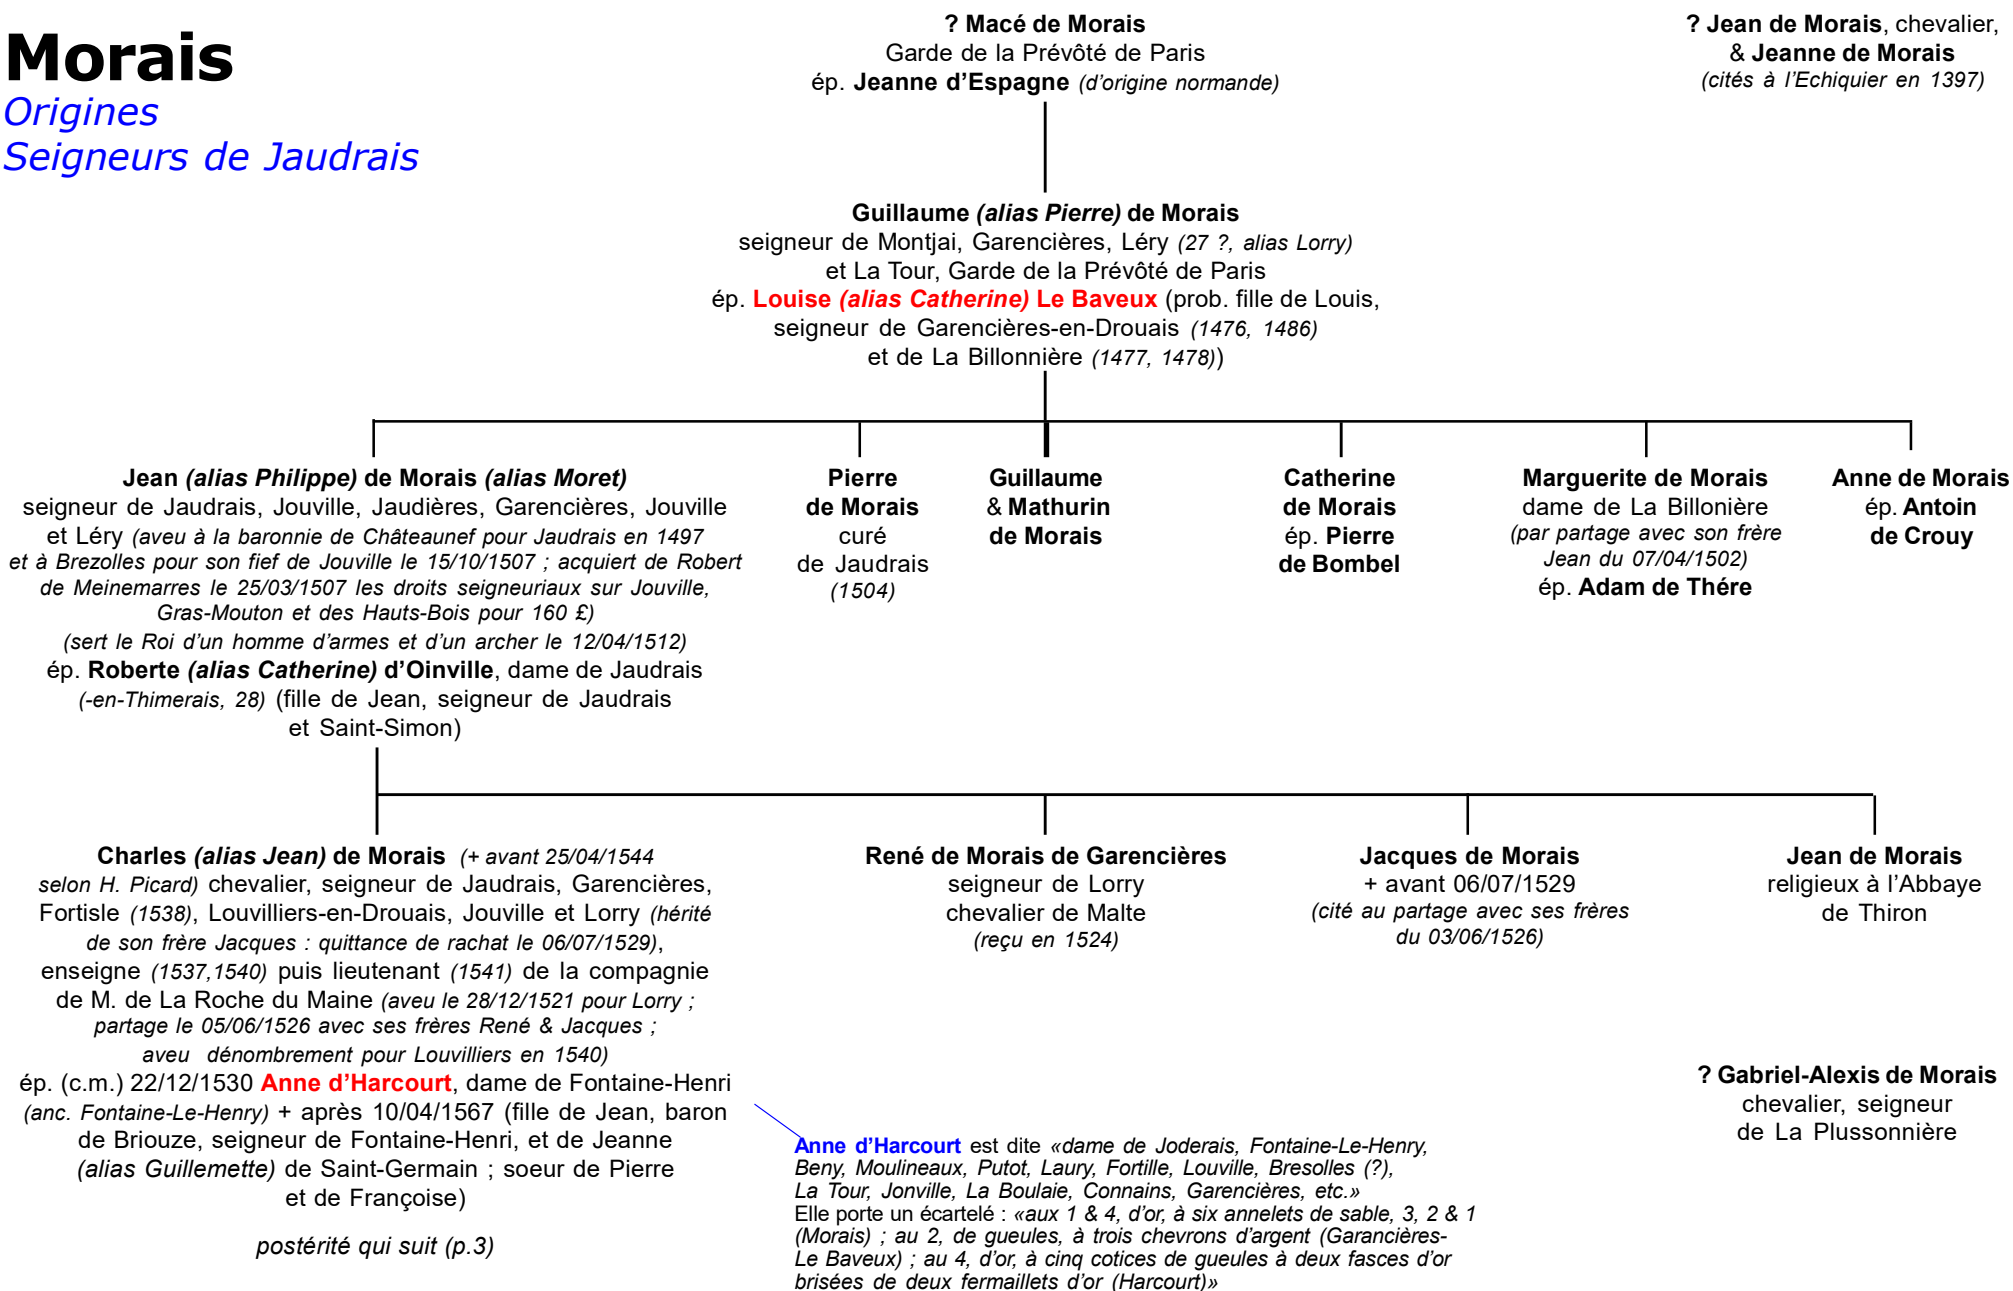 Morais
Origines
Seigneurs de Jaudrais
? Macé de Morais
Garde de la Prévôté de Paris
ép. Jeanne d’Espagne (d’origine normande)
? Jean de Morais, chevalier,
& Jeanne de Morais
(cités à l’Echiquier en 1397)
Guillaume (alias Pierre) de Morais
seigneur de Montjai, Garencières, Léry (27 ?, alias Lorry)
et La Tour, Garde de la Prévôté de Paris
ép. Louise (alias Catherine) Le Baveux (prob. fille de Louis,
seigneur de Garencières-en-Drouais (1476, 1486)
et de La Billonnière (1477, 1478))
Jean (alias Philippe) de Morais (alias Moret)
seigneur de Jaudrais, Jouville, Jaudières, Garencières, Jouville
et Léry (aveu à la baronnie de Châteaunef pour Jaudrais en 1497
et à Brezolles pour son fief de Jouville le 15/10/1507 ; acquiert de Robert
de Meinemarres le 25/03/1507 les droits seigneuriaux sur Jouville,
Gras-Mouton et des Hauts-Bois pour 160 £)
(sert le Roi d’un homme d’armes et d’un archer le 12/04/1512)
ép. Roberte (alias Catherine) d’Oinville, dame de Jaudrais
(-en-Thimerais, 28) (fille de Jean, seigneur de Jaudrais
et Saint-Simon)
Pierre
de Morais
curé
de Jaudrais
(1504)
Guillaume
& Mathurin
de Morais
Catherine
de Morais
ép. Pierre
de Bombel
Marguerite de Morais
dame de La Billonière
(par partage avec son frère
Jean du 07/04/1502)
ép. Adam de Thére
Anne de Morais
ép. Antoin
de Crouy
Charles (alias Jean) de Morais (+ avant 25/04/1544
selon H. Picard) chevalier, seigneur de Jaudrais, Garencières,
Fortisle (1538), Louvilliers-en-Drouais, Jouville et Lorry (hérité
de son frère Jacques : quittance de rachat le 06/07/1529),
enseigne (1537,1540) puis lieutenant (1541) de la compagnie
de M. de La Roche du Maine (aveu le 28/12/1521 pour Lorry ;
partage le 05/06/1526 avec ses frères René & Jacques ;
aveu dénombrement pour Louvilliers en 1540)
ép. (c.m.) 22/12/1530 Anne d’Harcourt, dame de Fontaine-Henri
(anc. Fontaine-Le-Henry) + après 10/04/1567 (fille de Jean, baron
de Briouze, seigneur de Fontaine-Henri, et de Jeanne
(alias Guillemette) de Saint-Germain ; soeur de Pierre
et de Françoise)
postérité qui suit (p.3)
René de Morais de Garencières
seigneur de Lorry
chevalier de Malte
(reçu en 1524)
Jacques de Morais
+ avant 06/07/1529
(cité au partage avec ses frères
du 03/06/1526)
Jean de Morais
religieux à l’Abbaye
de Thiron
? Gabriel-Alexis de Morais
chevalier, seigneur
de La Plussonnière
Anne d’Harcourt est dite «dame de Joderais, Fontaine-Le-Henry,
Beny, Moulineaux, Putot, Laury, Fortille, Louville, Bresolles (?),
La Tour, Jonville, La Boulaie, Connains, Garencières, etc.»
Elle porte un écartelé : «aux 1 & 4, d’or, à six annelets de sable, 3, 2 & 1
(Morais) ; au 2, de gueules, à trois chevrons d’argent (Garancières-
Le Baveux) ; au 4, d’or, à cinq cotices de gueules à deux fasces d’or
brisées de deux fermaillets d’or (Harcourt)»